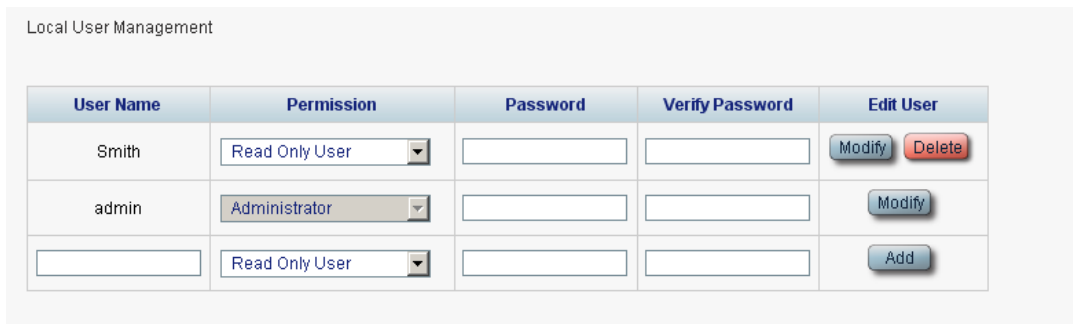 Local User Management
User Name Permission Password Verify Password Edit User
Smith Read Only User Modify Delete
admin Administrator Modify
Read Only User Add